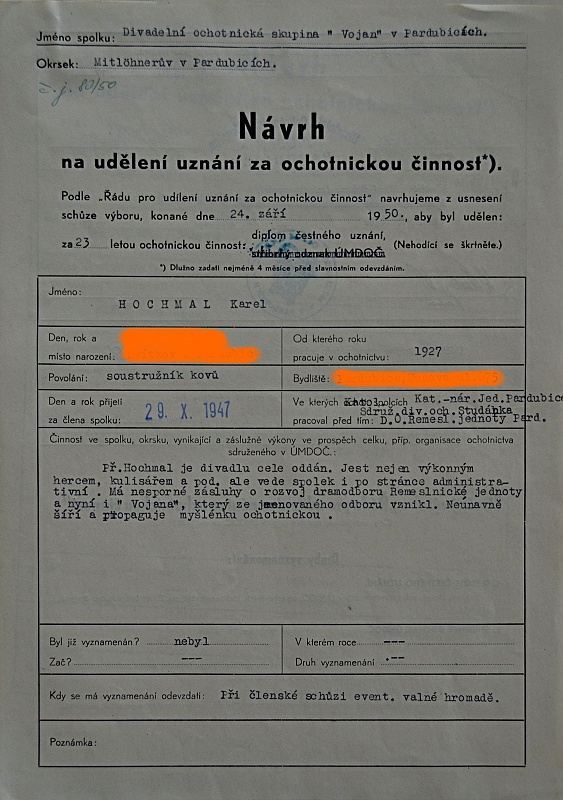 Jméno spolku: Divadelní ochotnická skupina " Vojan" v Pardubicích.
Okrsek: Mitlöhnerův v Pardubicích.
č.j. 80/50
Návrh
na udělení uznání za ochotnickou činnost*).
Podle „Řádu pro udílení uznání za ochotnickou činnost" navrhujeme z usnesení
schůze výboru, konané dne 24. září 1950., aby byl udělen:
za 23 letou ochotnickou činnost: diplom čestného uznání, (Nehodící se škrtněte.)
stříbrný odznak ÚMDOČ.
*) Dlužno zadati nejméně 4 měsíce před slavnostním odevzdáním.
Jméno:
HOCHMAL Karel
Den, rok a
místo narození:
Od kterého roku
pracuje v ochotnictvu: 1927
Povolání: soustružník kovů
Bydliště:
Den a rok přijetí
za člena spolku: 29. X. 1947
Ve kterých spolcích Kat.-nár.Jed.Pardubice
Sdruž.div.och.Studánka
pracoval před tím: D.O.Remesl.jednoty Pard.
Činnost ve spolku, okrsku, vynikající a záslužné výkony ve prospěch celku, příp. organisace ochotnictva
sdruženého v ÚMDOČ.:
Př.Hochmal je divadlu cele oddán. Jest nejen výkonným
hercem, kulisářem a pod. ale vede spolek i po stránce administra-
tivní . Má nesporné zásluhy o rozvoj dramodboru Remeslnické jednoty
a nyní i " Vojana", který ze jmenovaného odboru vznikl. Neúnavně
šíří a propaguje myšlénku ochotnickou .
Byl již vyznamenán? nebyl
V kterém roce ---
Zač? ---
Druh vyznamenání .--
Kdy se má vyznamenání odevzdati: Při členské schůzi event. valné hromadě.
Poznámka: